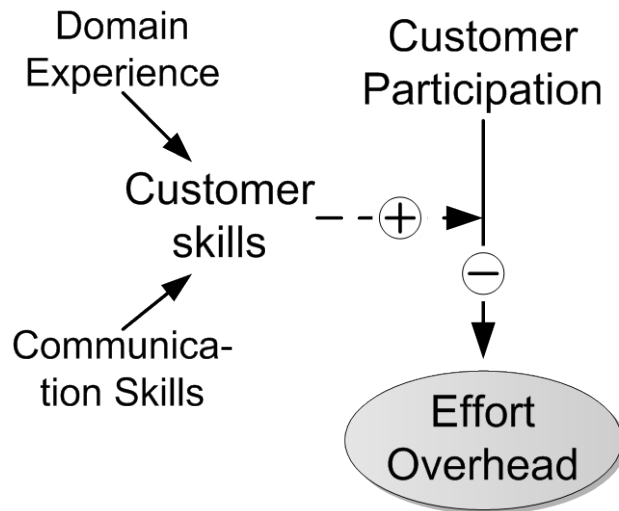 Domain
Experience
Customer
Participation
Customer
skills
+
−
Communica-
tion Skills
Effort
Overhead